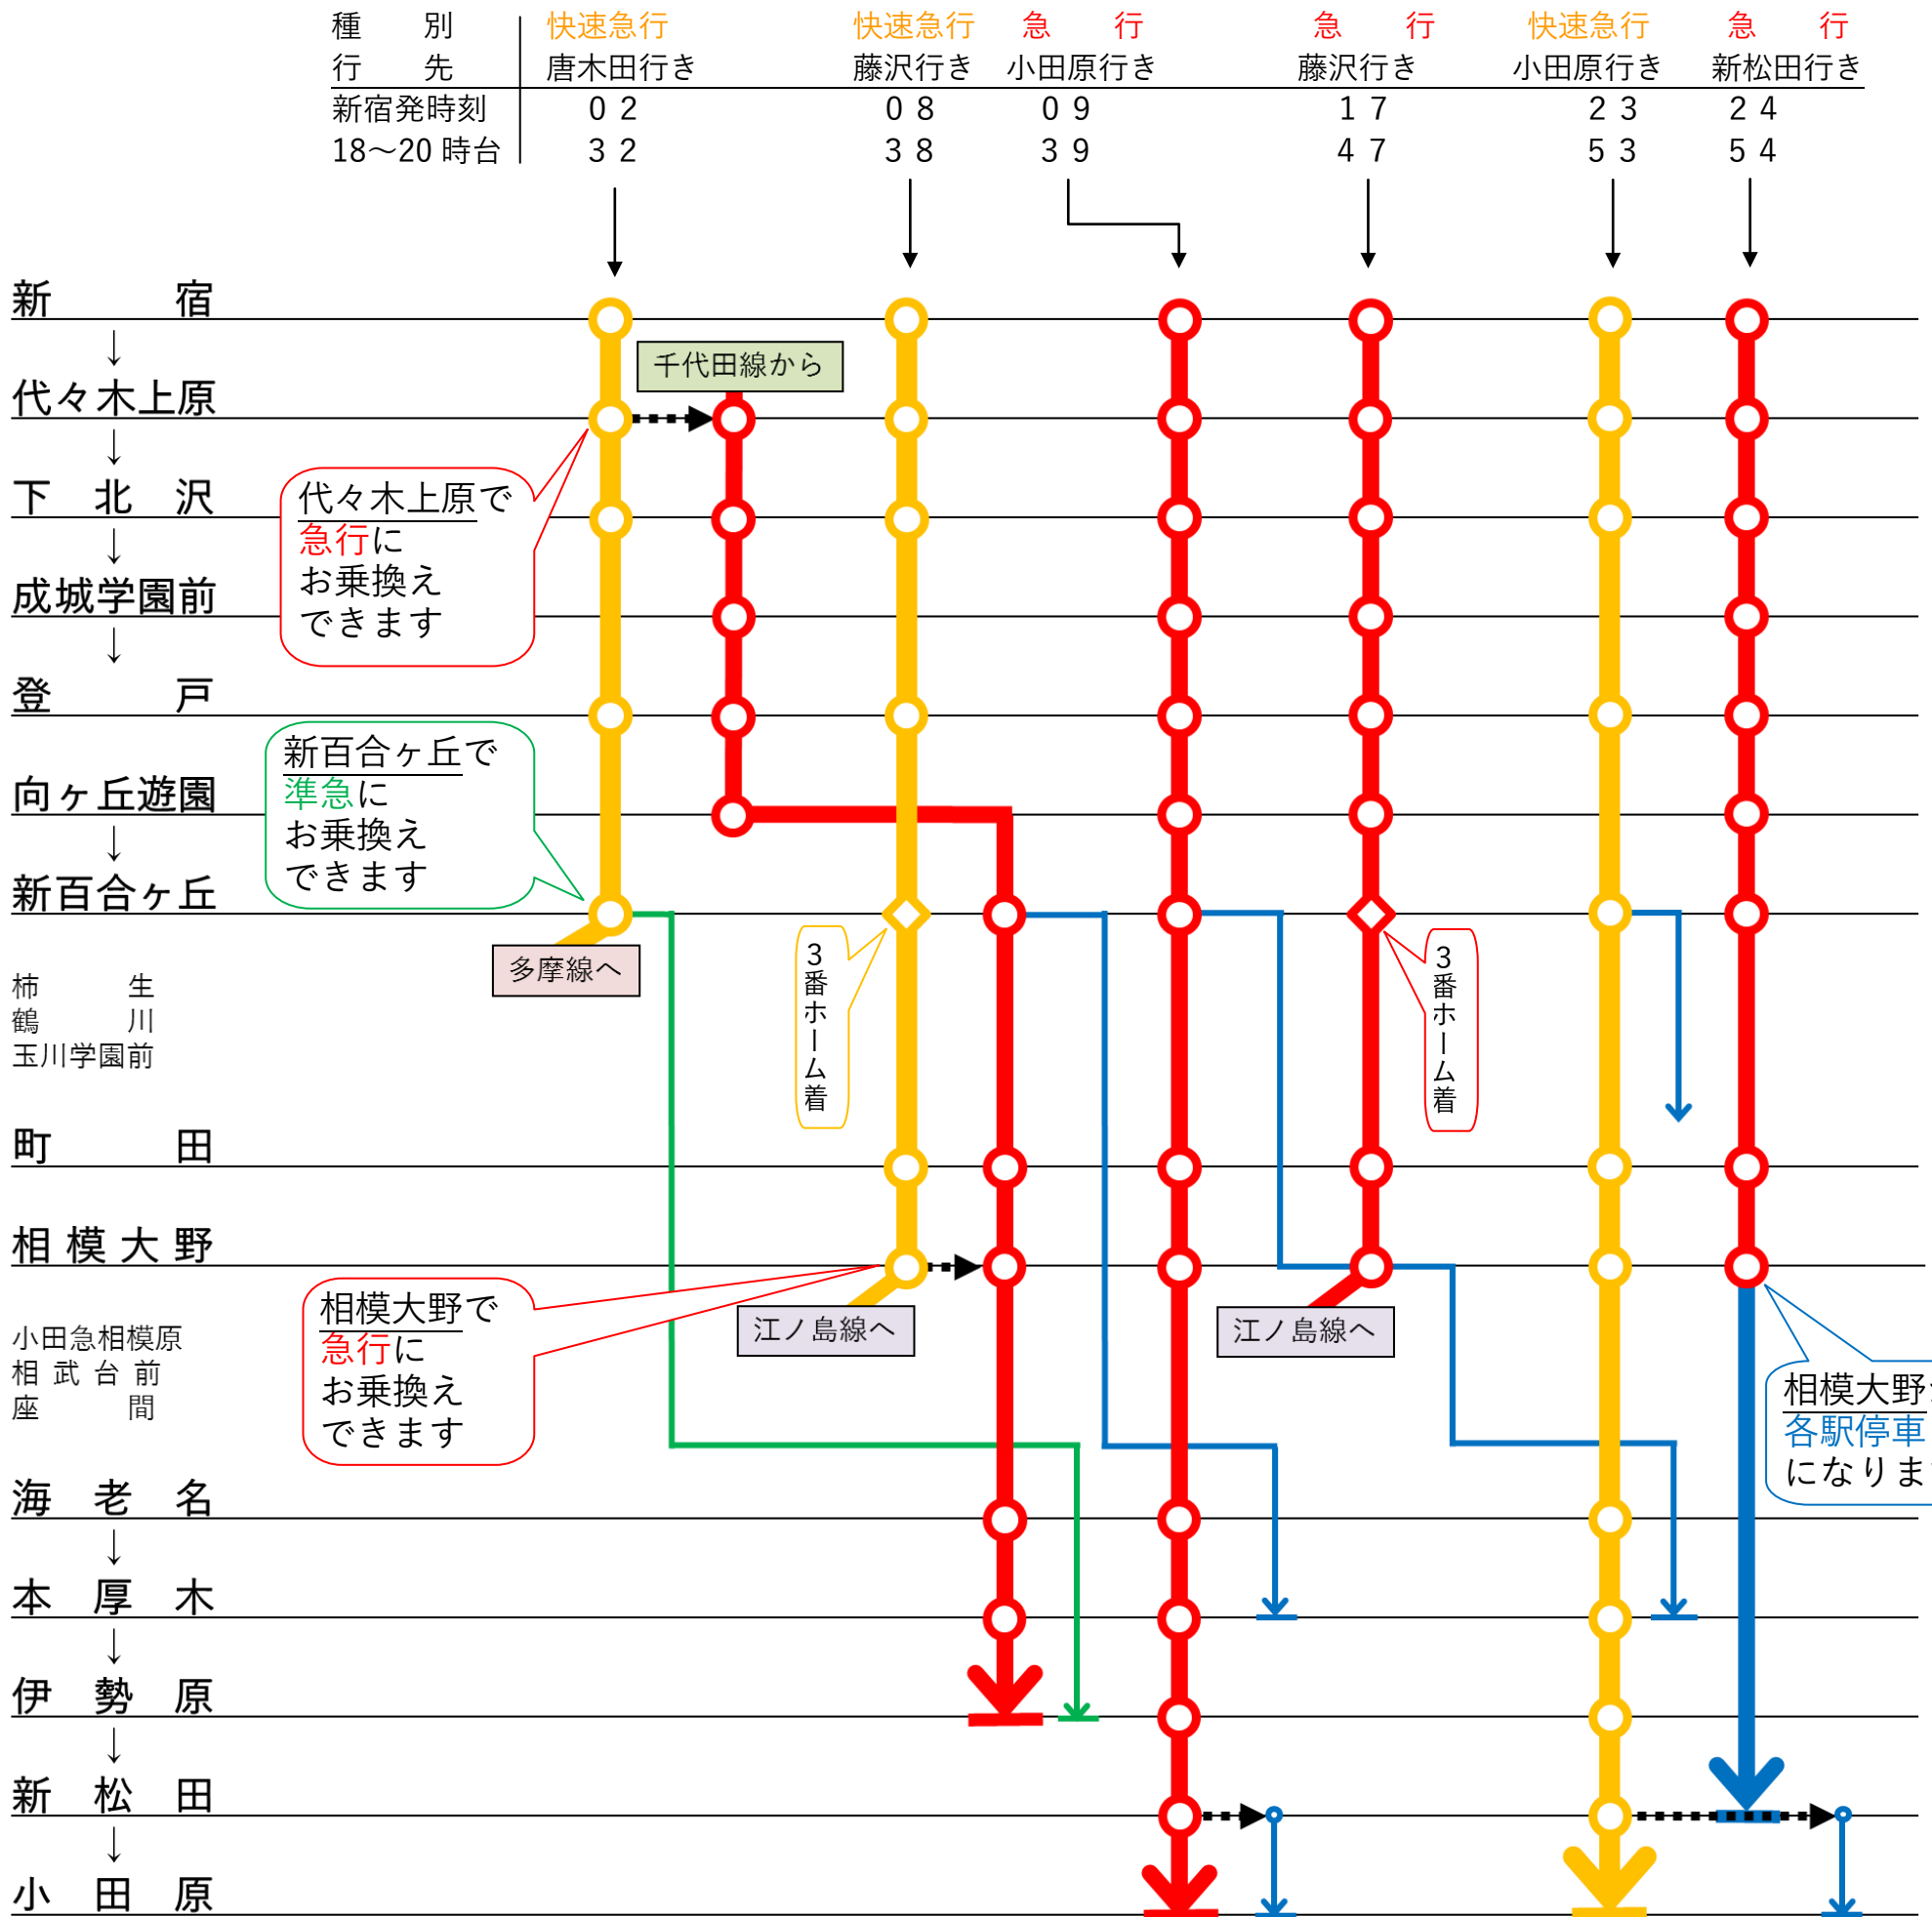 種　別　快速急行　快速急行　急　行　急　行　快速急行　急　行
行　先　唐木田行き　藤沢行き　小田原行き　藤沢行き　小田原行き　新松田行き
新宿発時刻　02　08　09　17　23　24
18～20時台　32　38　39　47　53　54
新　宿
↓
千代田線から
代々木上原
↓
下北沢
代々木上原で
急行に
お乗換え
できます
↓
成城学園前
↓
登　戸
新百合ヶ丘で
準急に
お乗換え
できます
向ヶ丘遊園
↓
新百合ヶ丘
多摩線へ
3番ホーム着
3番ホーム着
柿　生
鶴　川
玉川学園前
町　田
相模大野
江ノ島線へ
江ノ島線へ
相模大野で
急行に
お乗換え
できます
小田急相模原
相武台前
座　間
相模大野
各駅停車
になりま
海老名
↓
本厚木
↓
伊勢原
↓
新松田
↓
小田原